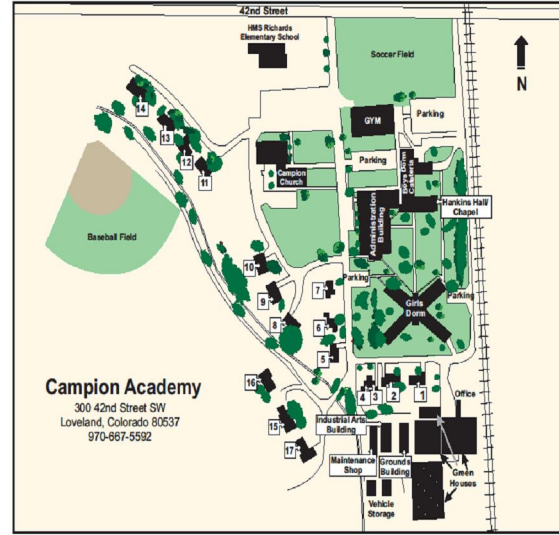 42nd Street
HMS Richards
Elementary School
Soccer Field
N
GYM
Parking
Parking
Boys Dorm
Cafeteria
Campion
Church
Hankins Hall/
Chapel
Administration
Building
Baseball Field
Parking
Girls
Dorm
Parking
14
13
12
11
10
9
8
7
6
5
16
15
17
4
3
2
1
Campion Academy
300 42nd Street SW
Loveland, Colorado 80537
970-667-5592
Office
Industrial Arts
Building
Maintenance
Shop
Grounds
Building
Green
Houses
Vehicle
Storage